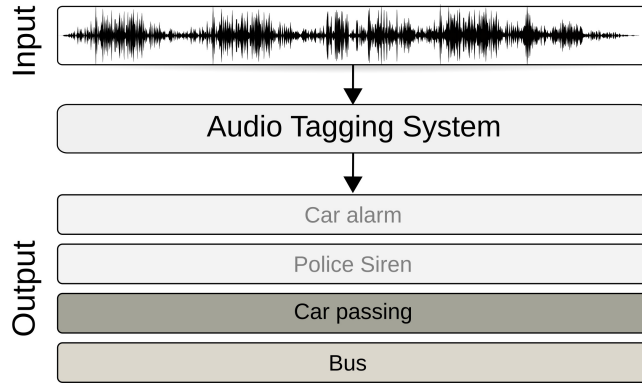 Input
Audio Tagging System
Output
Car alarm
Police Siren
Car passing
Bus